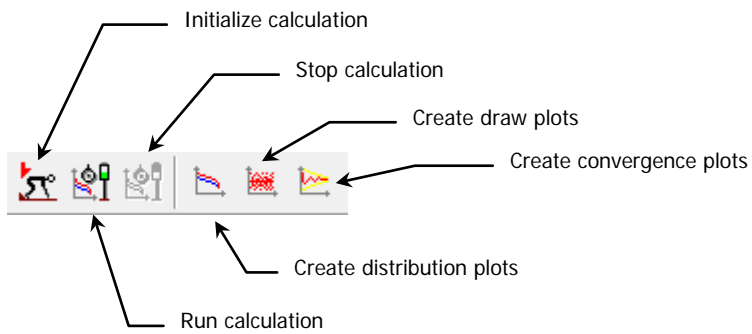 Initialize calculation
Stop calculation
Create draw plots
Create convergence plots
Create distribution plots
Run calculation